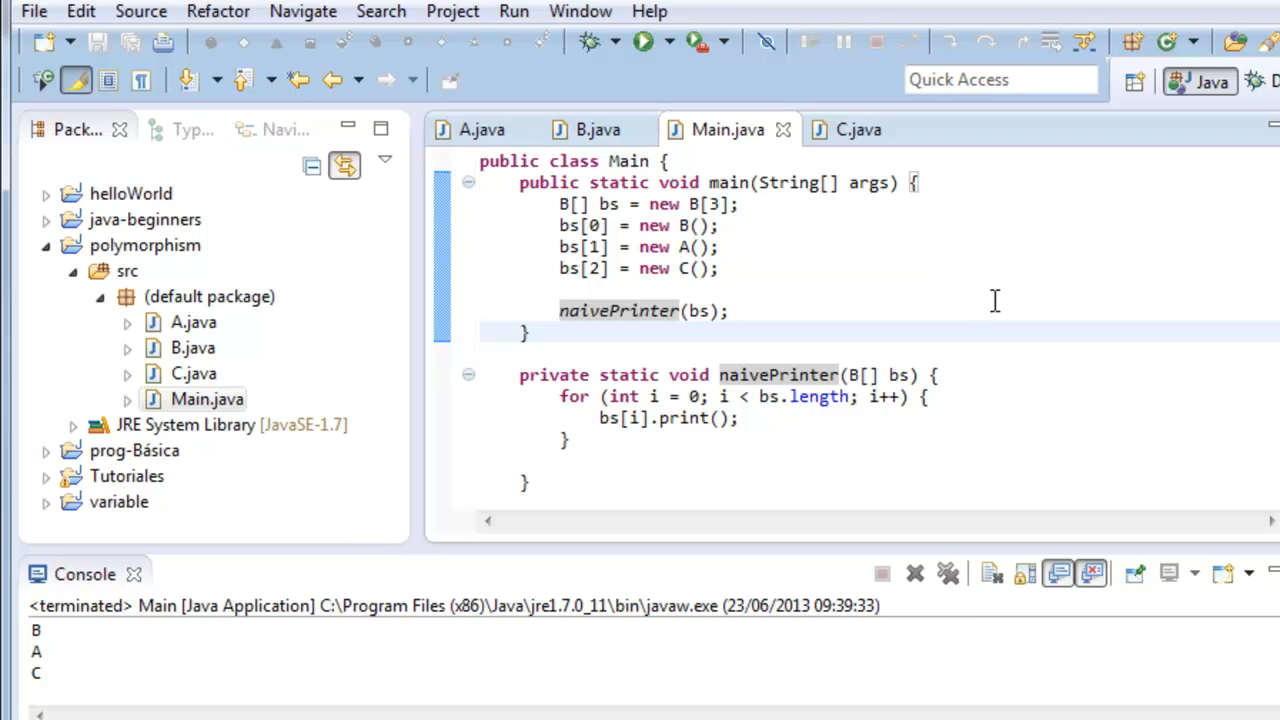 File Edit Source Refactor Navigate Search Project Run Window Help
Quick Access
Java
D
Pack... Typ... Navi...
helloWorld
java-beginners
polymorphism
src
(default package)
A.java
B.java
C.java
Main.java
JRE System Library [JavaSE-1.7]
prog-Básica
Tutoriales
variable
A.java B.java Main.java C.java
public class Main {
public static void main(String[] args) {
B[] bs = new B[3];
bs[0] = new B();
bs[1] = new A();
bs[2] = new C();
naivePrinter(bs);
}
private static void naivePrinter(B[] bs) {
for (int i = 0; i < bs.length; i++) {
bs[i].print();
}
}
Console
<terminated> Main [Java Application] C:\Program Files (x86)\Java\jre1.7.0_11\bin\javaw.exe (23/06/2013 09:39:33)
B
A
C